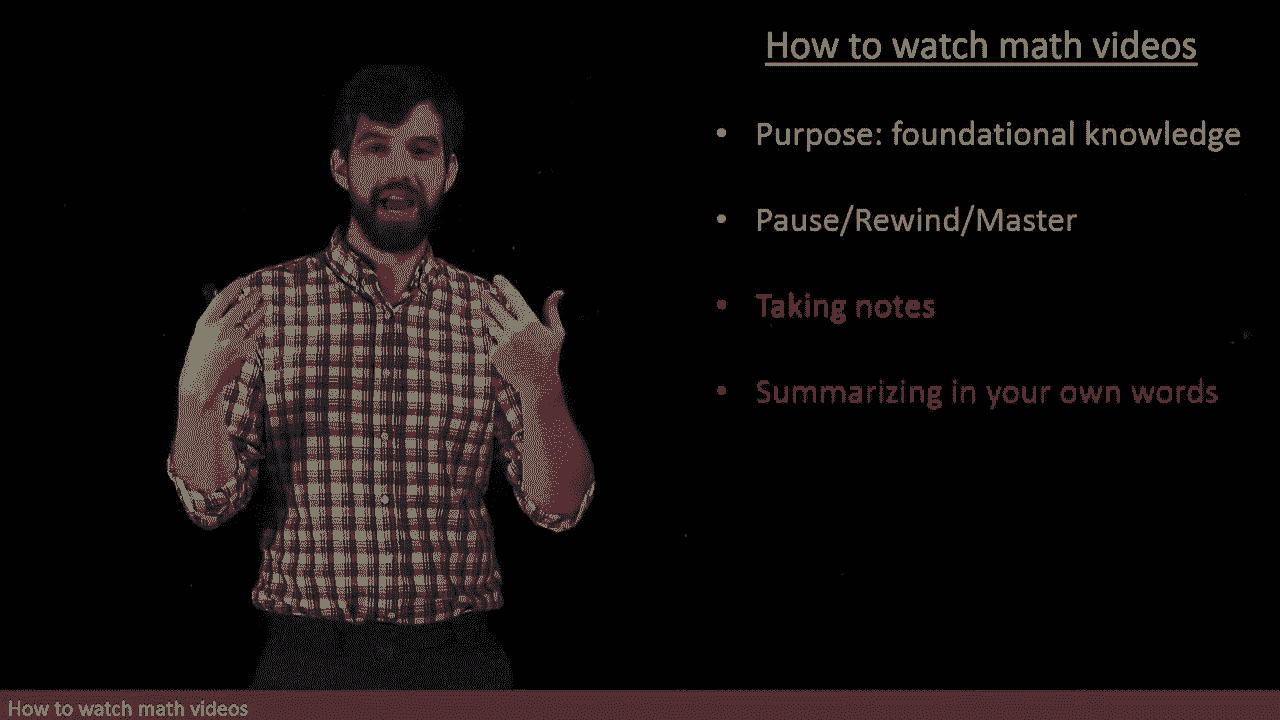 How to watch math videos
• Purpose: foundational knowledge
• Pause/Rewind/Master
• Taking notes
• Summarizing in your own words
How to watch math videos